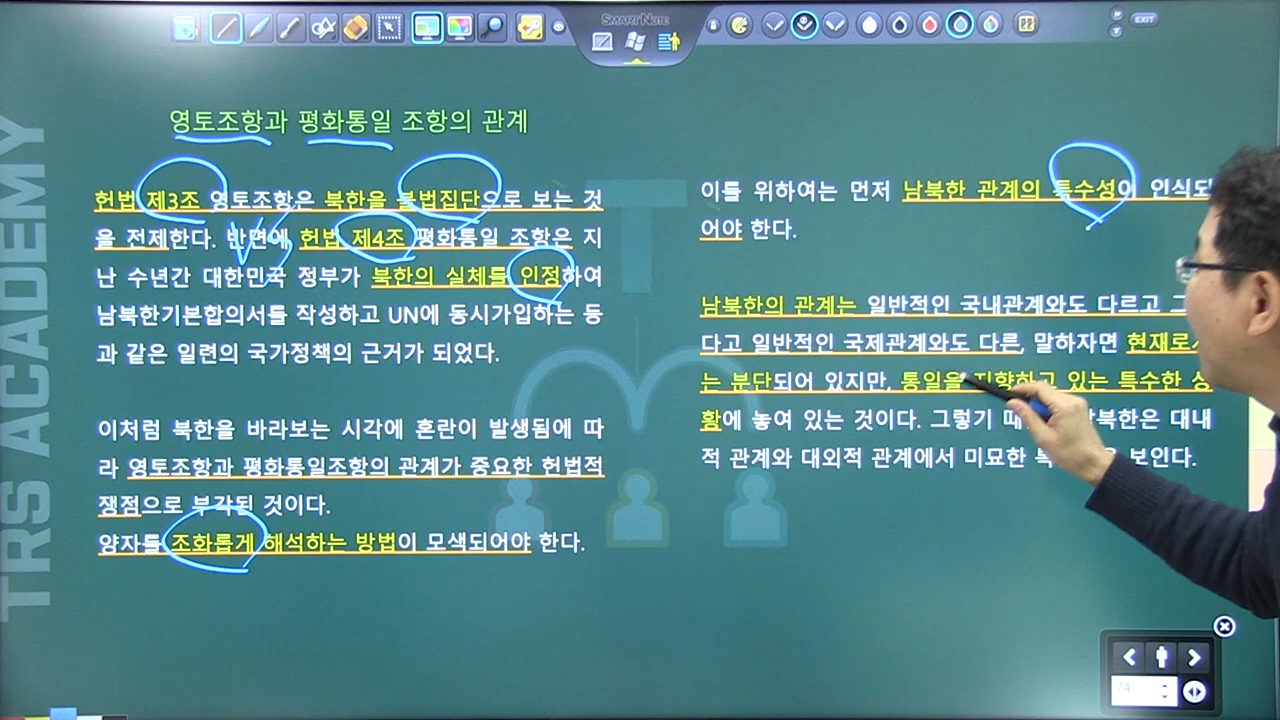 SMARTNOTE
EXIT
TRS ACADEMY
영토조항과 평화통일 조항의 관계
헌법 제3조 영토조항은 북한을 불법집단으로 보는 것
을 전제한다. 반면에 헌법 제4조 평화통일 조항은 지
VS
난 수년간 대한민국 정부가 북한의 실체를 인정하여
남북한기본합의서를 작성하고 UN에 동시가입하는 등
과 같은 일련의 국가정책의 근거가 되었다.
이처럼 북한을 바라보는 시각에 혼란이 발생됨에 따
라 영토조항과 평화통일조항의 관계가 중요한 헌법적
쟁점으로 부각된 것이다.
양자를 조화롭게 해석하는 방법이 모색되어야 한다.
이들 위하여는 먼저 남북한 관계의 특수성이 인식되
어야 한다.
남북한의 관계는 일반적인 국내관계와도 다르고
다고 일반적인 국제관계와도 다른, 말하자면 현재로서
는 분단되어 있지만, 통일을 지향하고 있는 특수한 상
황에 놓여 있는 것이다. 그렇기 남북한은 대내
적 관계와 대외적 관계에서 미묘한 보인다.
74